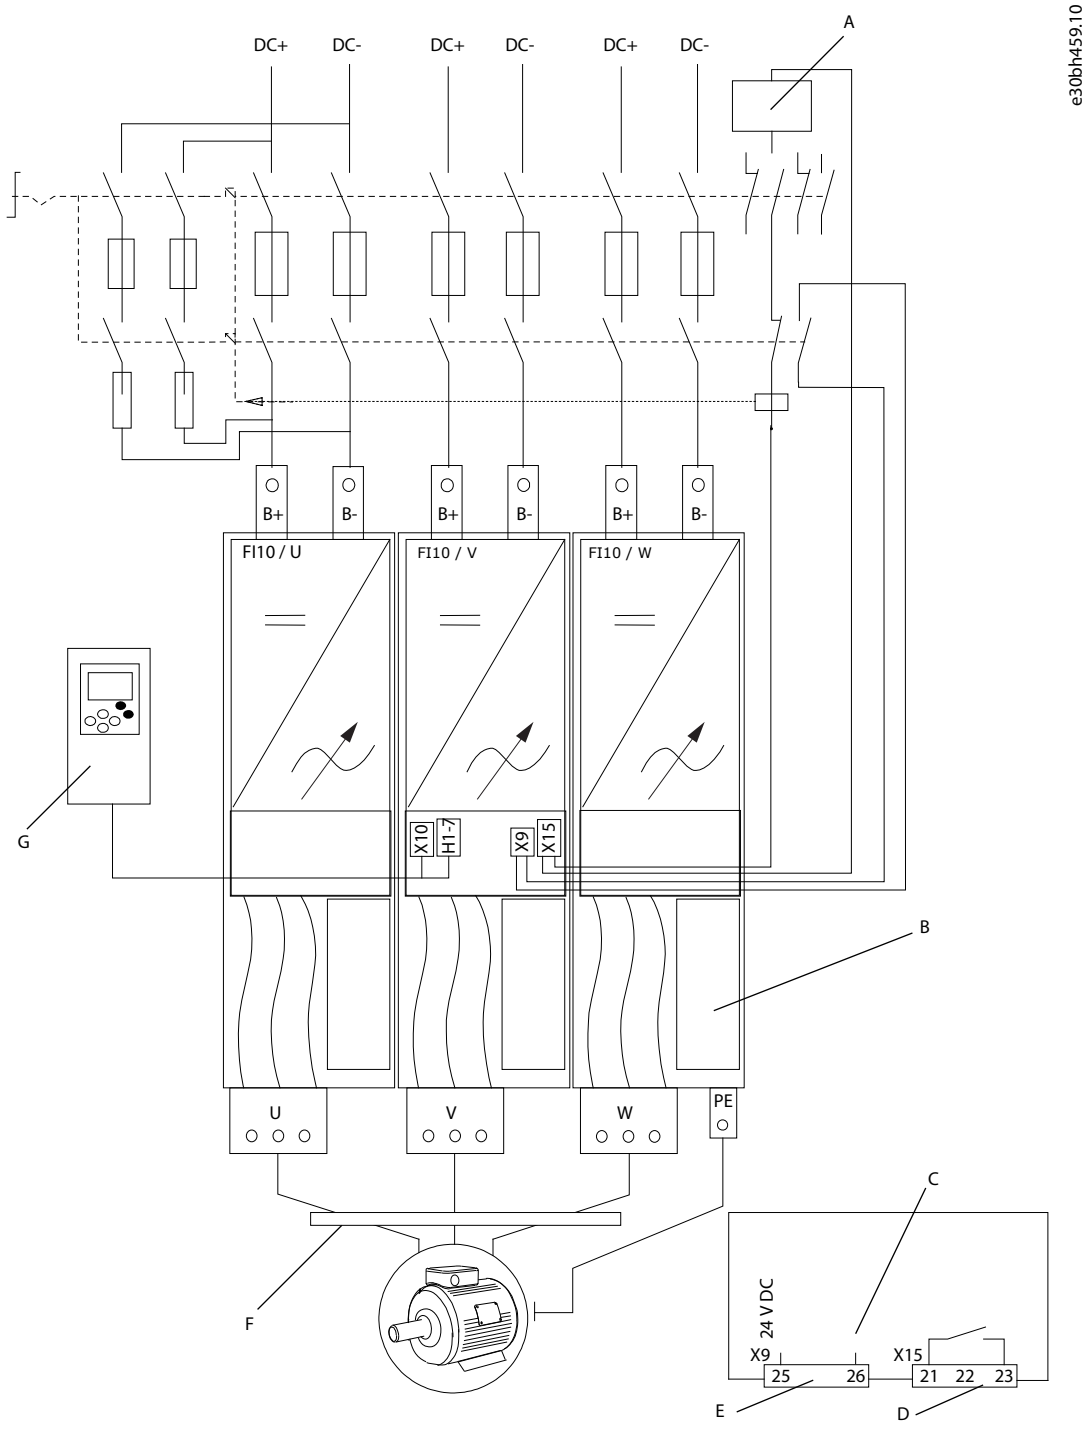 e30bh459.10
A
DC+ DC- DC+ DC- DC+ DC-
B+ B- B+ B- B+ B-
FI10 / U FI10 / V FI10 / W
X10 H1-7 X9 X15
G
B
U V W PE
C
F
24 V DC
X9 X15
25 26 21 22 23
E D